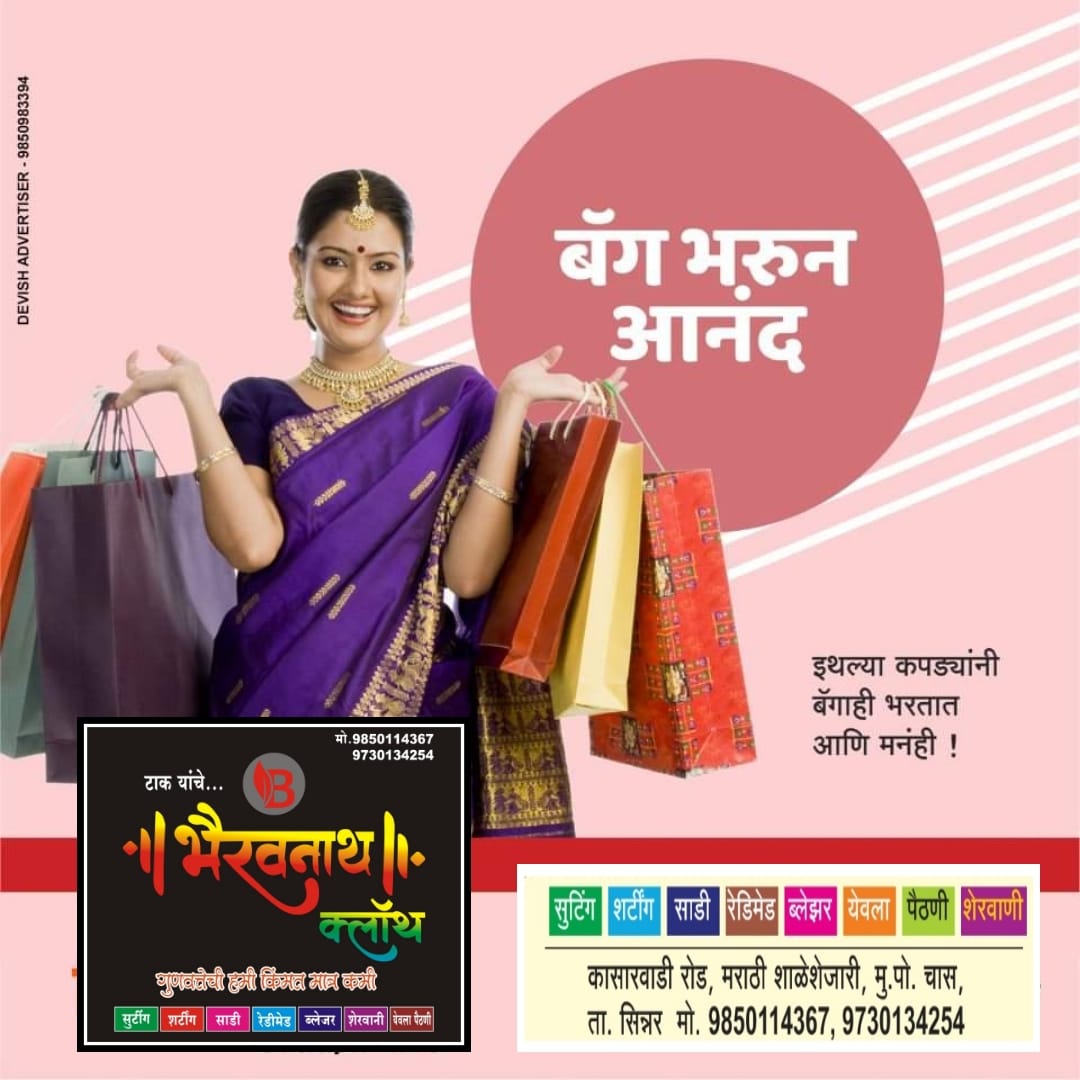 DEVISH ADVERTISER - 9850983394
बॅग भरुन
आनंद
इथल्या कपड्यांनी
बॅगाही भरतात
आणि मनंही !
मो.9850114367
9730134254
टाक यांचे...
B
भैरवनाथ
क्लॉथ
गुणवत्तेची हमी किंमत मात्र कमी
सुटींग शर्टींग साडी रेडीमेड ब्लेजर शेरवानी येवला पैठणी
सुटिंग शर्टींग साडी रेडिमेड ब्लेझर येवला पैठणी शेरवाणी
कासारवाडी रोड, मराठी शाळेशेजारी, मु.पो. चास,
ता. सिन्नर मो. 9850114367, 9730134254